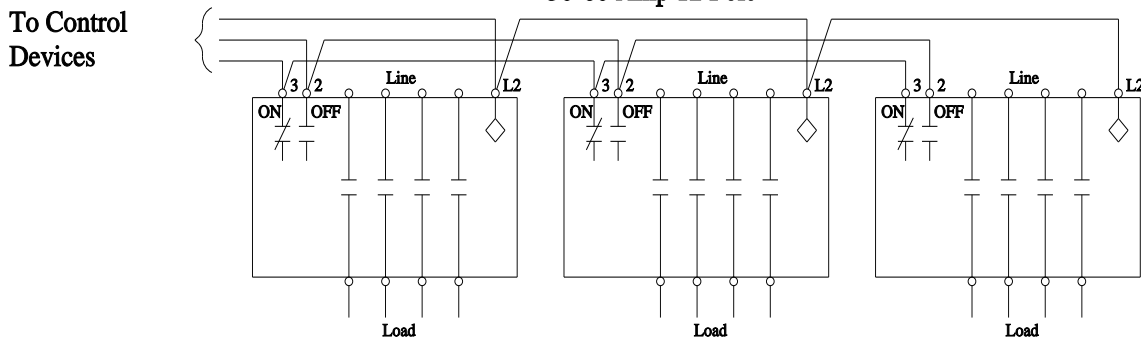 To Control
Devices
3 2 Line L2
ON OFF
Load
3 2 Line L2
ON OFF
Load
3 2 Line L2
ON OFF
Load